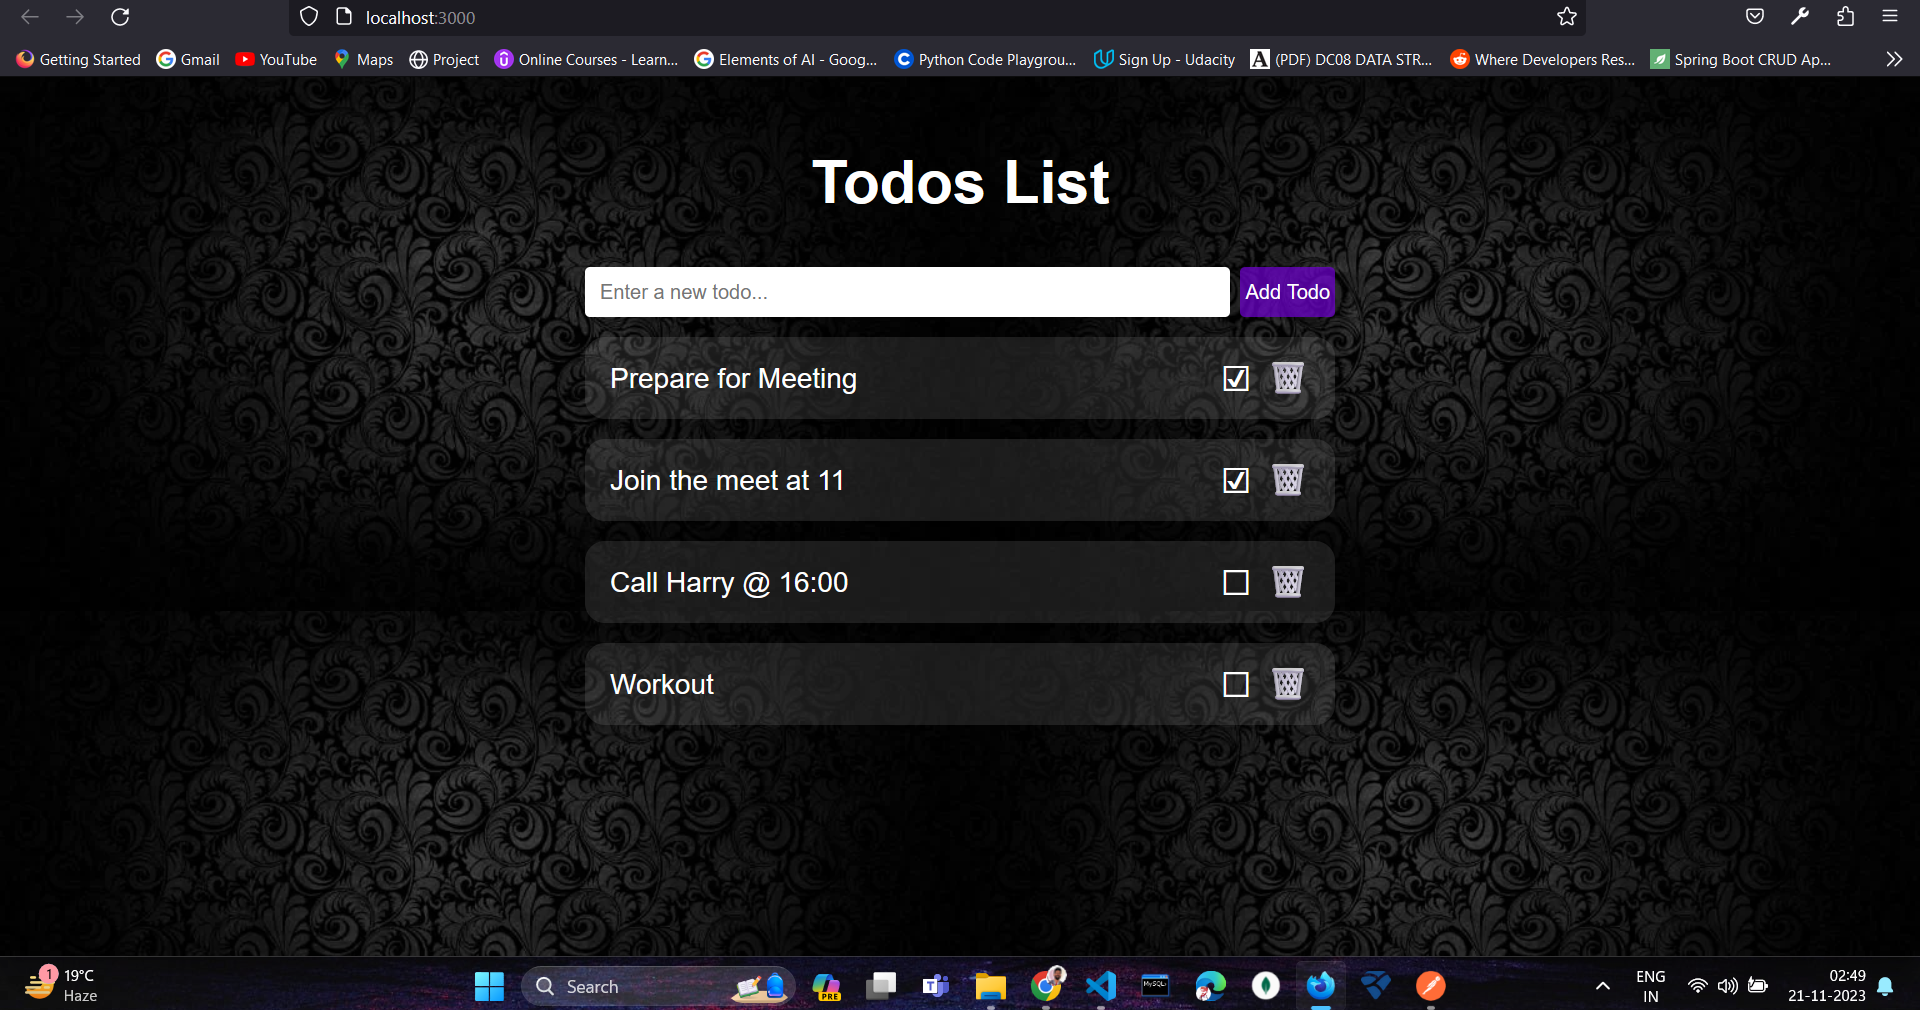 localhost:3000
Getting Started Gmail YouTube Maps Project Online Courses - Learn... Elements of AI - Goog... Python Code Playgrou... Sign Up - Udacity A (PDF) DC08 DATA STR... Where Developers Res... Spring Boot CRUD Ap...
Todos List
Enter a new todo... Add Todo
Prepare for Meeting
Join the meet at 11
Call Harry @ 16:00
Workout
1 19°C
Haze
Search
PRE
MySQL
ENG
IN
02:49
21-11-2023